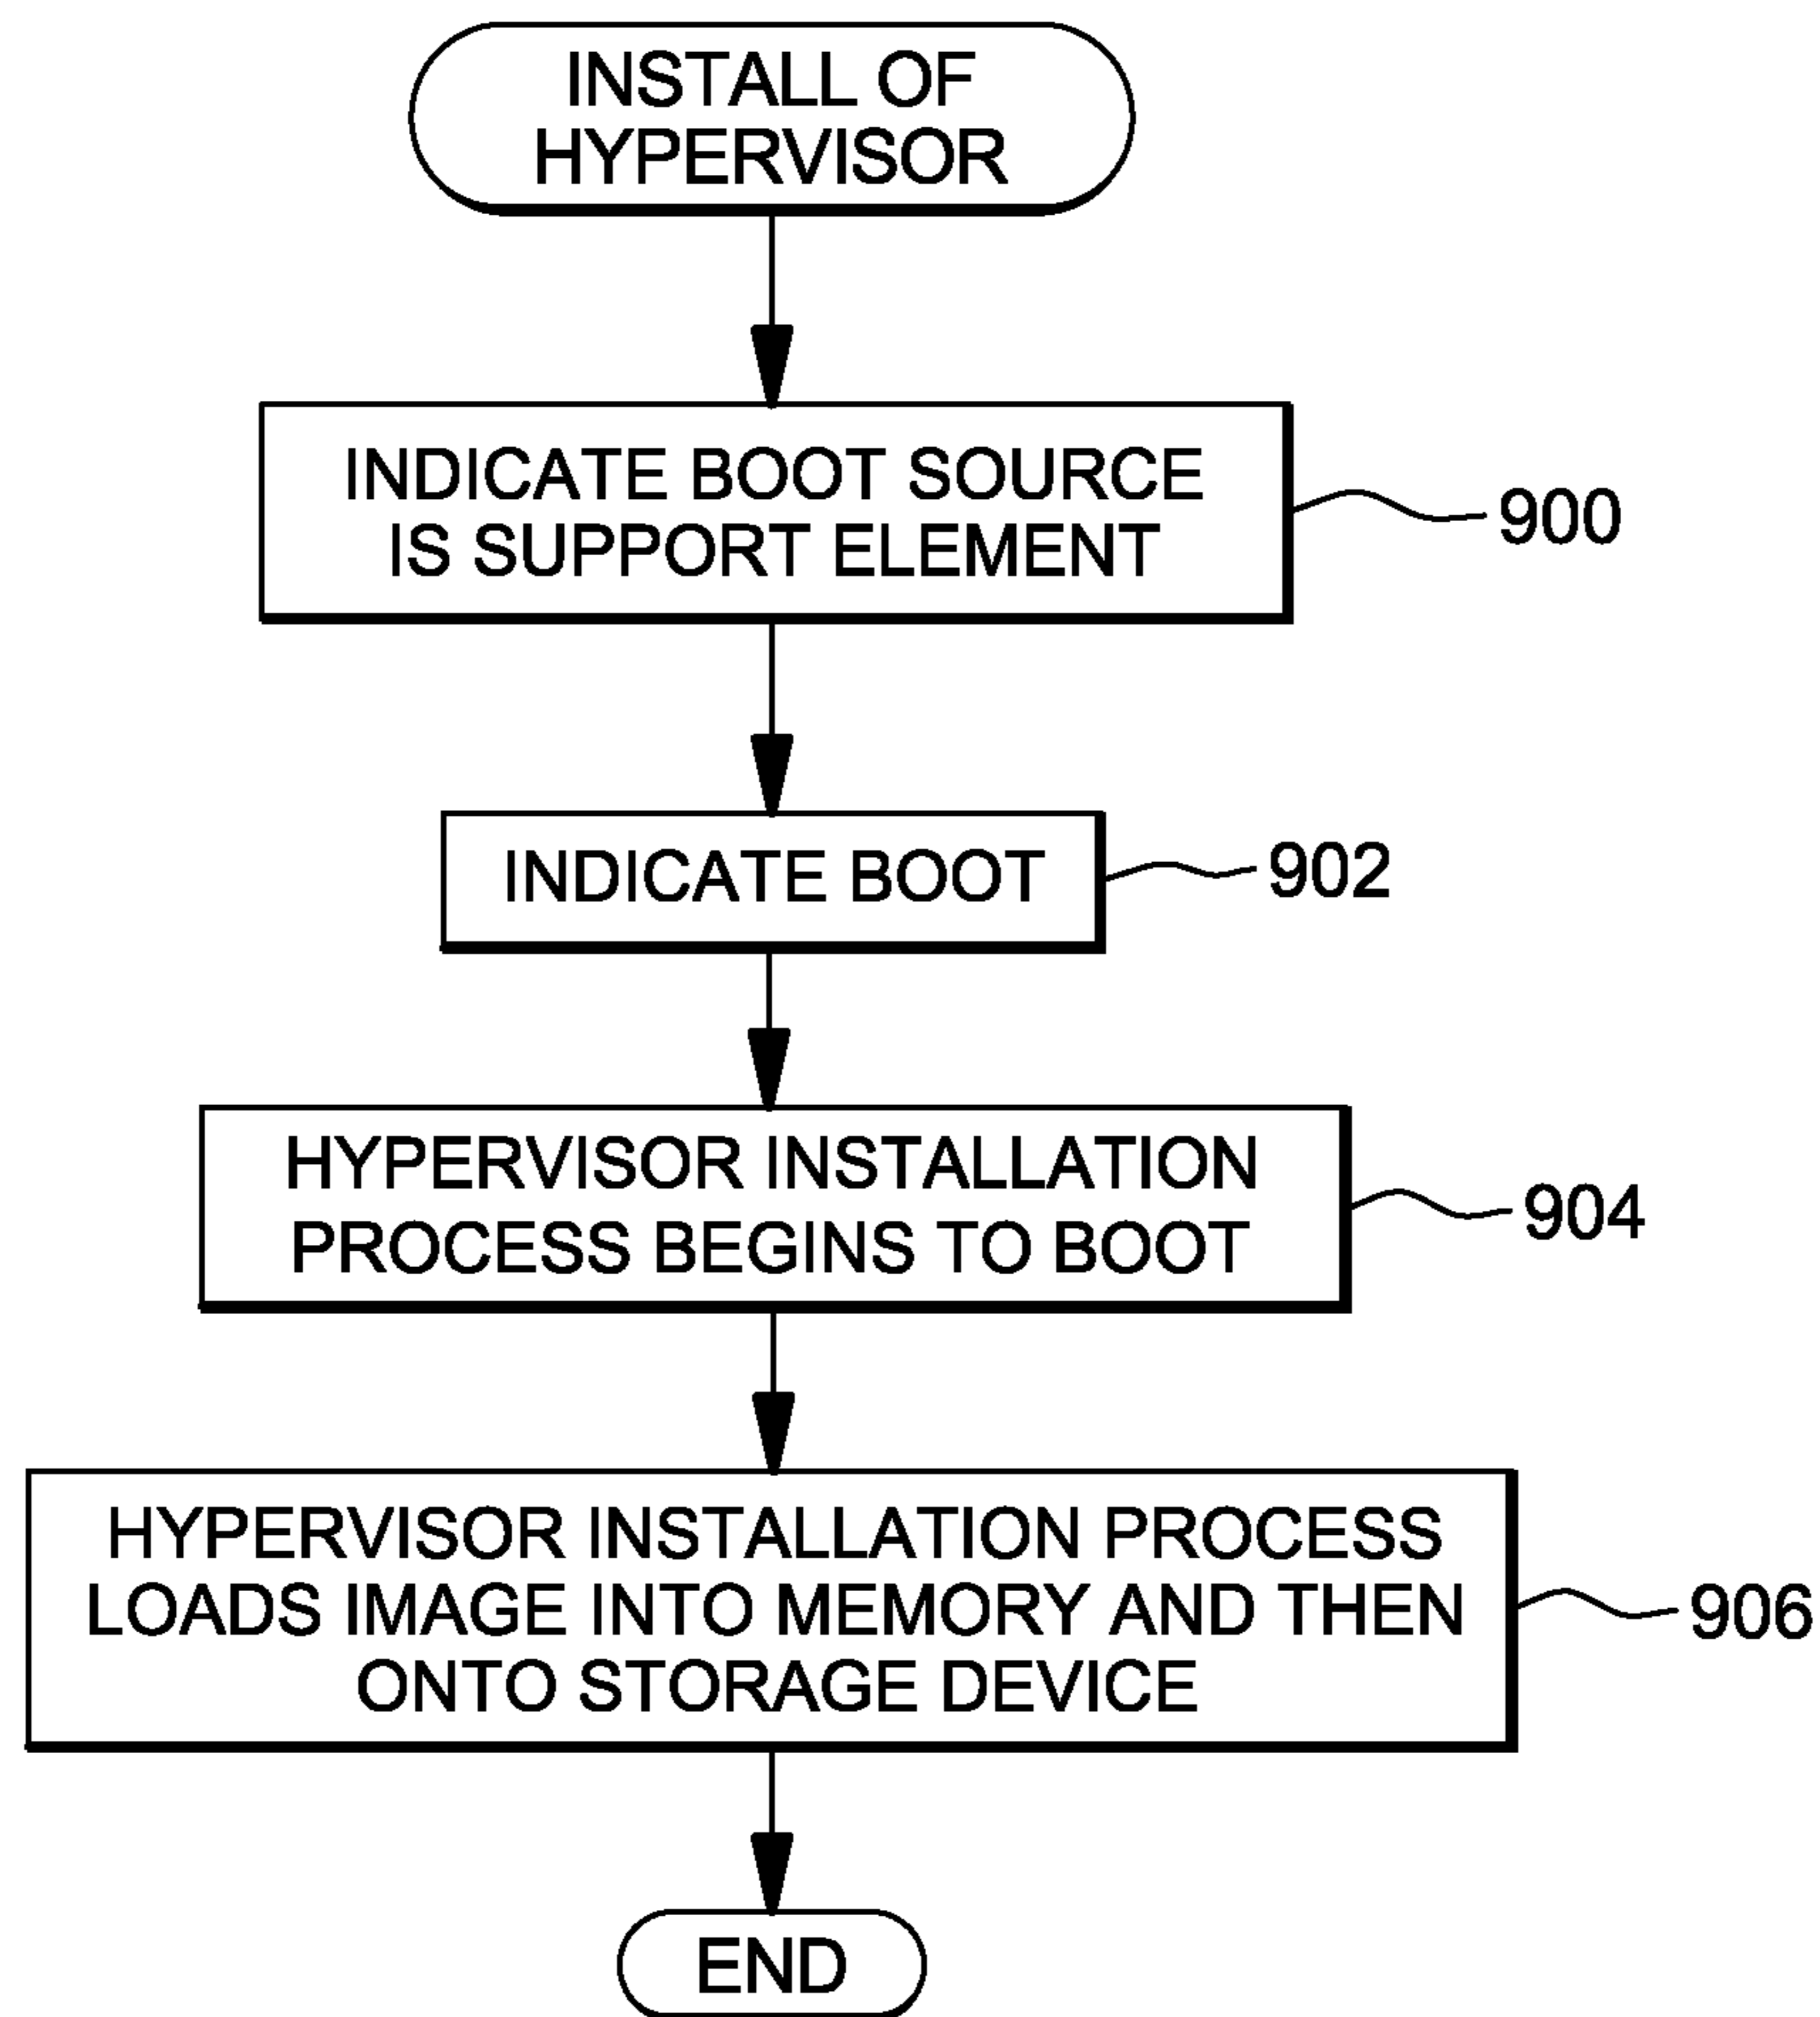 INSTALL OF
HYPERVISOR
INDICATE BOOT SOURCE
IS SUPPORT ELEMENT
900
INDICATE BOOT
902
HYPERVISOR INSTALLATION
PROCESS BEGINS TO BOOT
904
HYPERVISOR INSTALLATION PROCESS
LOADS IMAGE INTO MEMORY AND THEN
ONTO STORAGE DEVICE
906
END